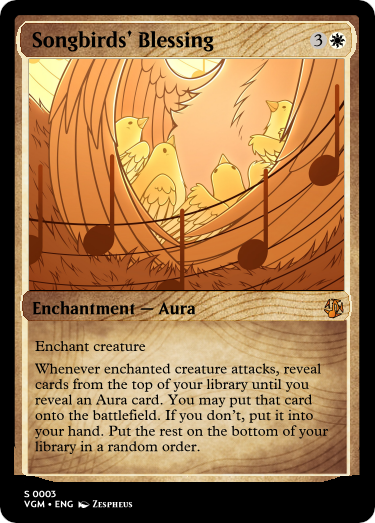 Songbirds' Blessing 3
Enchantment — Aura
Enchant creature
Whenever enchanted creature attacks, reveal
cards from the top of your library until you
reveal an Aura card. You may put that card
onto the battlefield. If you don't, put it into
your hand. Put the rest on the bottom of your
library in a random order.
S 0003
VGM • ENG Zespheus